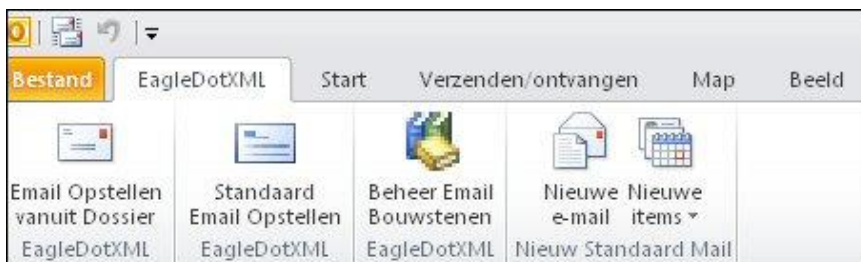 Bestand EagleDotXML Start Verzenden/ontvangen Map Beeld
Email Opstellen vanuit Dossier
Standaard Email Opstellen
Beheer Email Bouwstenen
Nieuwe e-mail
Nieuwe items
EagleDotXML EagleDotXML EagleDotXML Nieuw Standaard Mail